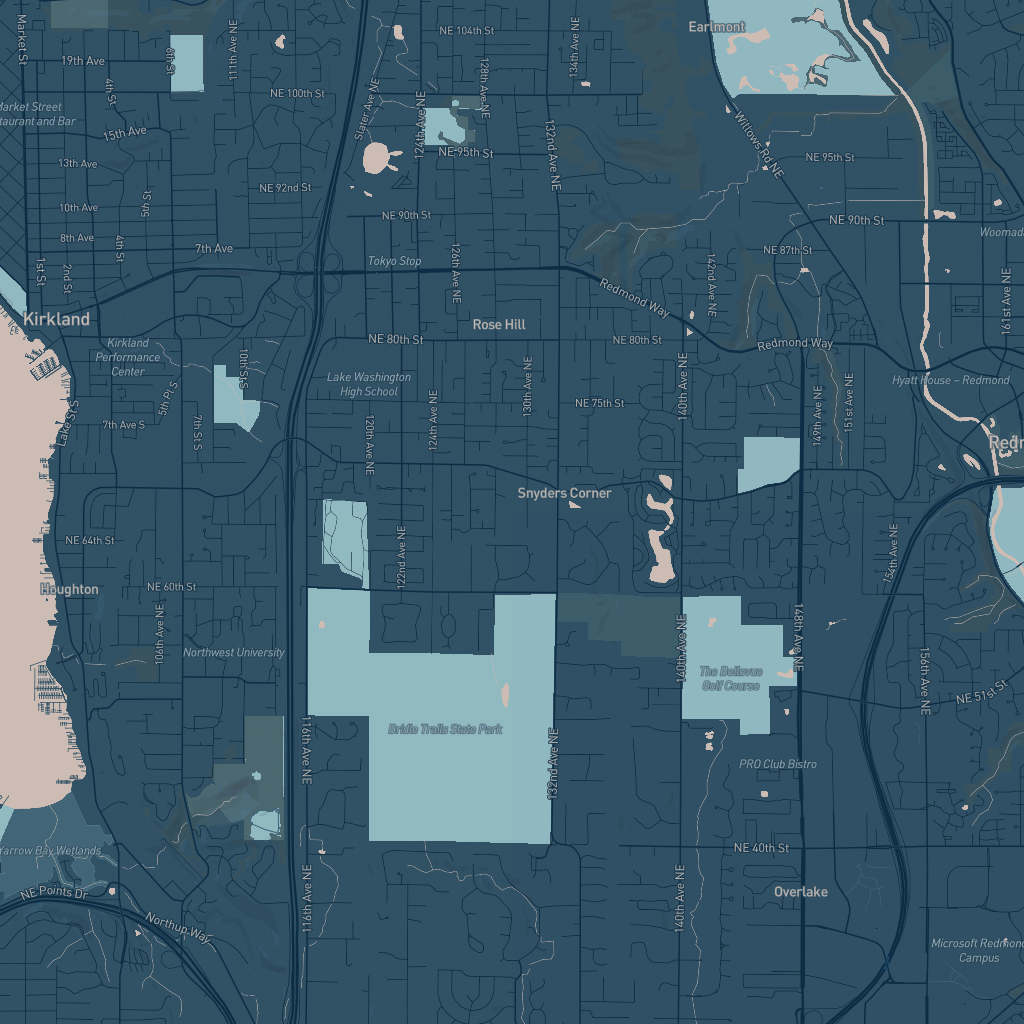 Market St
19th Ave
6th St
111th Ave NE
4th St
NE 104th St
134th Ave NE
Earlmont
Slater Ave NE
128th Ave NE
NE 100th St
Market Street
taurant and Bar
15th Ave
124th Ave NE
132nd Ave NE
Willows Rd NE
NE 95th St
NE 95th St
13th Ave
NE 92nd St
5th St
10th Ave
NE 90th St
NE 90th St
8th Ave
4th St
7th Ave
NE 87th St
Woomada
1st St
2nd St
Tokyo Stop
126th Ave NE
142nd Ave NE
Redmond Way
161st Ave NE
Kirkland
Rose Hill
NE 80th St
NE 80th St
Redmond Way
Kirkland
Performance
Center
10th St S
5th Pl S
Lake Washington
High School
130th Ave NE
140th Ave NE
Hyatt House – Redmond
Lake St S
7th Ave S
7th St S
120th Ave NE
124th Ave NE
NE 75th St
149th Ave NE
151st Ave NE
Redm
Snyders Corner
NE 64th St
122nd Ave NE
154th Ave NE
Houghton
NE 60th St
106th Ave NE
Northwest University
140th Ave NE
148th Ave NE
The Bellevue
Golf Course
156th Ave NE
NE 51st St
116th Ave NE
Bridle Trails State Park
132nd Ave NE
PRO Club Bistro
Yarrow Bay Wetlands
NE 40th St
NE Points Dr
116th Ave NE
140th Ave NE
Overlake
Northup Way
Microsoft Redmond
Campus